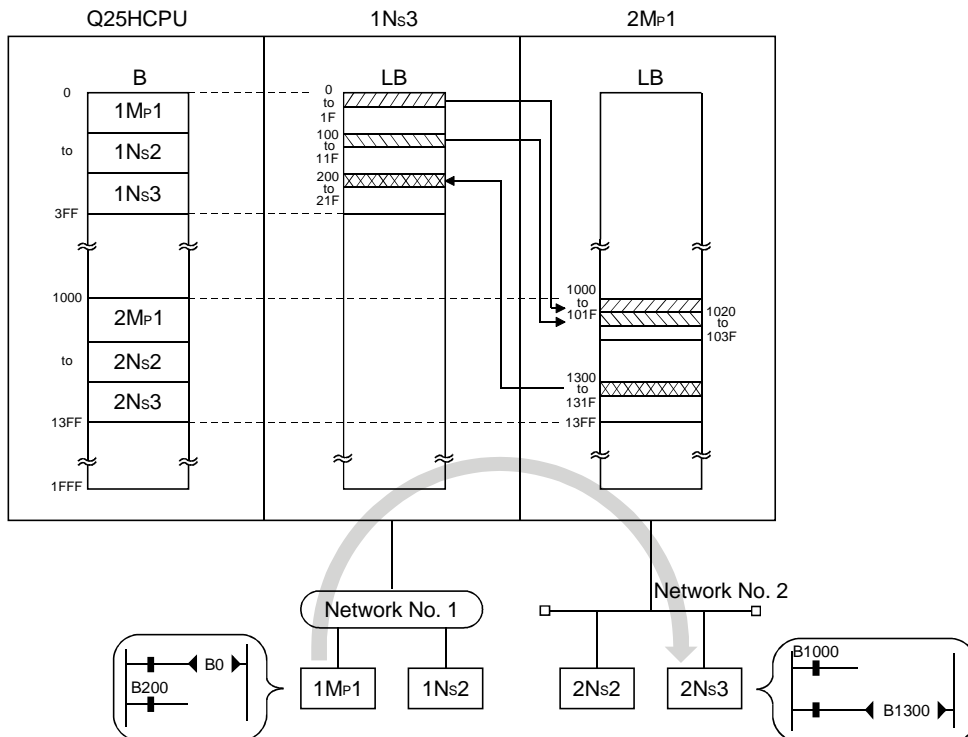 Q25HCPU
1Ns3
2MP1
B
LB
LB
0
1MP1
to
1Ns2
1Ns3
3FF
1000
2MP1
to
2Ns2
2Ns3
13FF
1FFF
0
to
1F
100
to
11F
200
to
21F
1000
to
101F
1020
to
103F
1300
to
131F
13FF
Network No. 1
Network No. 2
B0
B200
1MP1
1Ns2
2Ns2
2Ns3
B1000
B1300